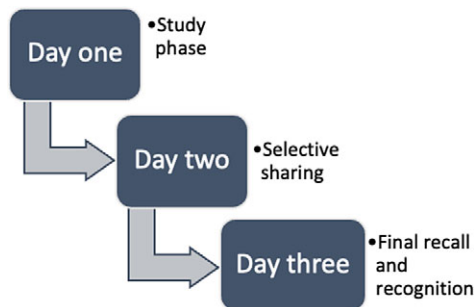 Day one
•Study
phase
Day two
•Selective
sharing
Day three
•Final recall
and
recognition